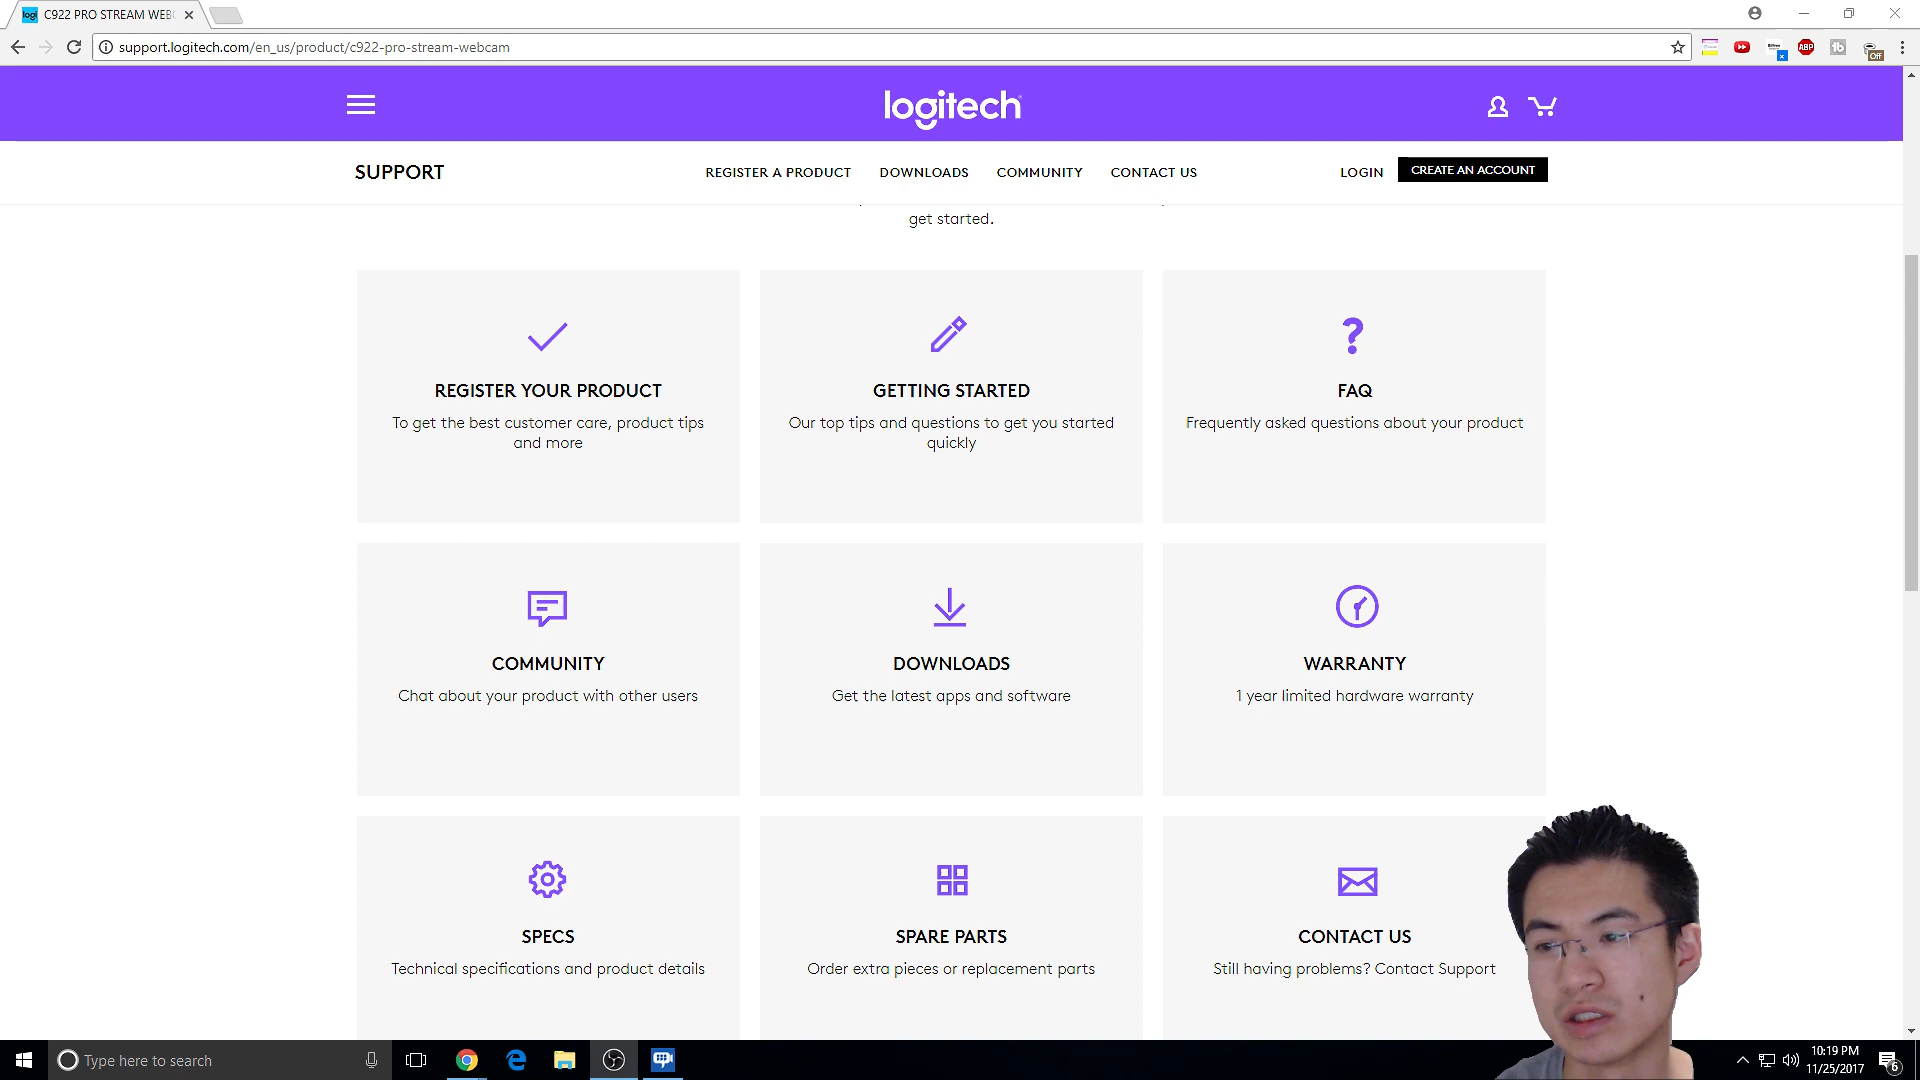 logi C922 PRO STREAM WEBC
support.logitech.com/en_us/product/c922-pro-stream-webcam
ABP
Off
logitech
SUPPORT
REGISTER A PRODUCT DOWNLOADS COMMUNITY CONTACT US
LOGIN CREATE AN ACCOUNT
get started.
REGISTER YOUR PRODUCT
To get the best customer care, product tips
and more
GETTING STARTED
Our top tips and questions to get you started
quickly
FAQ
Frequently asked questions about your product
COMMUNITY
Chat about your product with other users
DOWNLOADS
Get the latest apps and software
WARRANTY
1 year limited hardware warranty
SPECS
Technical specifications and product details
SPARE PARTS
Order extra pieces or replacement parts
CONTACT US
Still having problems? Contact Support
Type here to search
10:19 PM
11/25/2017
6